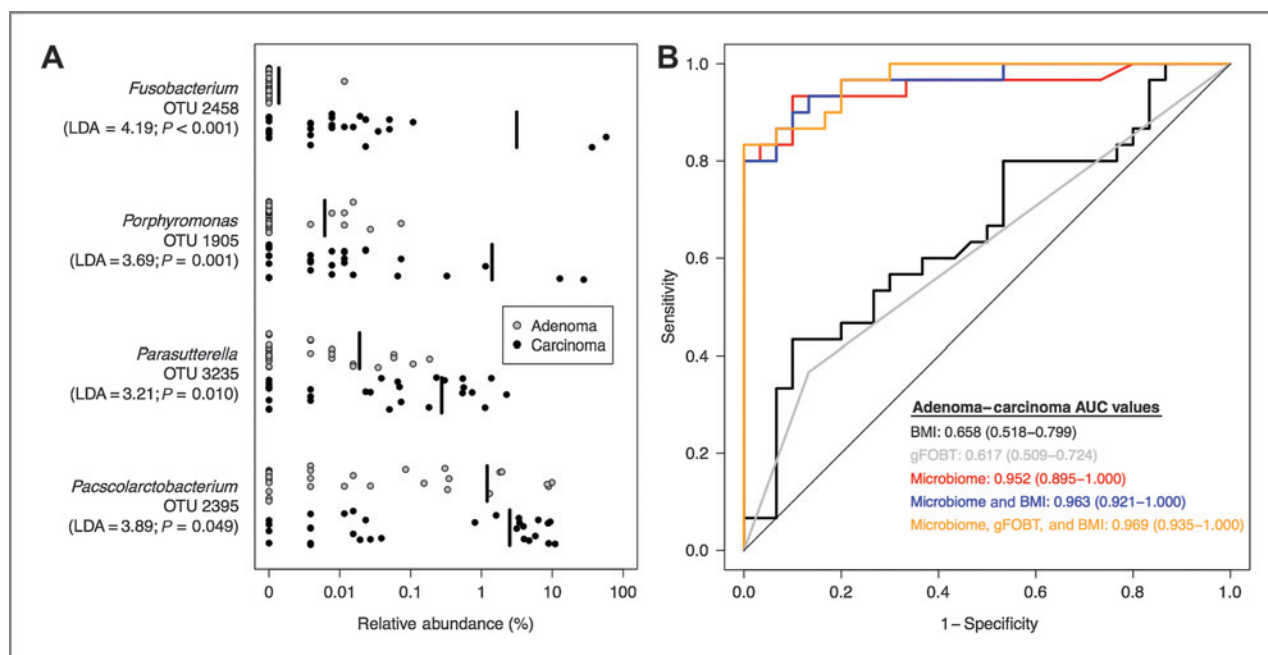 A
Fusobacterium
OTU 2458
(LDA = 4.19; P < 0.001)
Porphyromonas
OTU 1905
(LDA = 3.69; P = 0.001)
Parasutterella
OTU 3235
(LDA = 3.21; P = 0.010)
Pacscolarctobacterium
OTU 2395
(LDA = 3.89; P = 0.049)
Adenoma
Carcinoma
0 0.01 0.1 1 10 100
Relative abundance (%)
B
1.0
0.8
0.6
0.4
0.2
0.0
Sensitivity
Adenoma–carcinoma AUC values
BMI: 0.658 (0.518–0.799)
gFOBT: 0.617 (0.509–0.724)
Microbiome: 0.952 (0.895–1.000)
Microbiome and BMI: 0.963 (0.921–1.000)
Microbiome, gFOBT, and BMI: 0.969 (0.935–1.000)
0.0 0.2 0.4 0.6 0.8 1.0
1 – Specificity